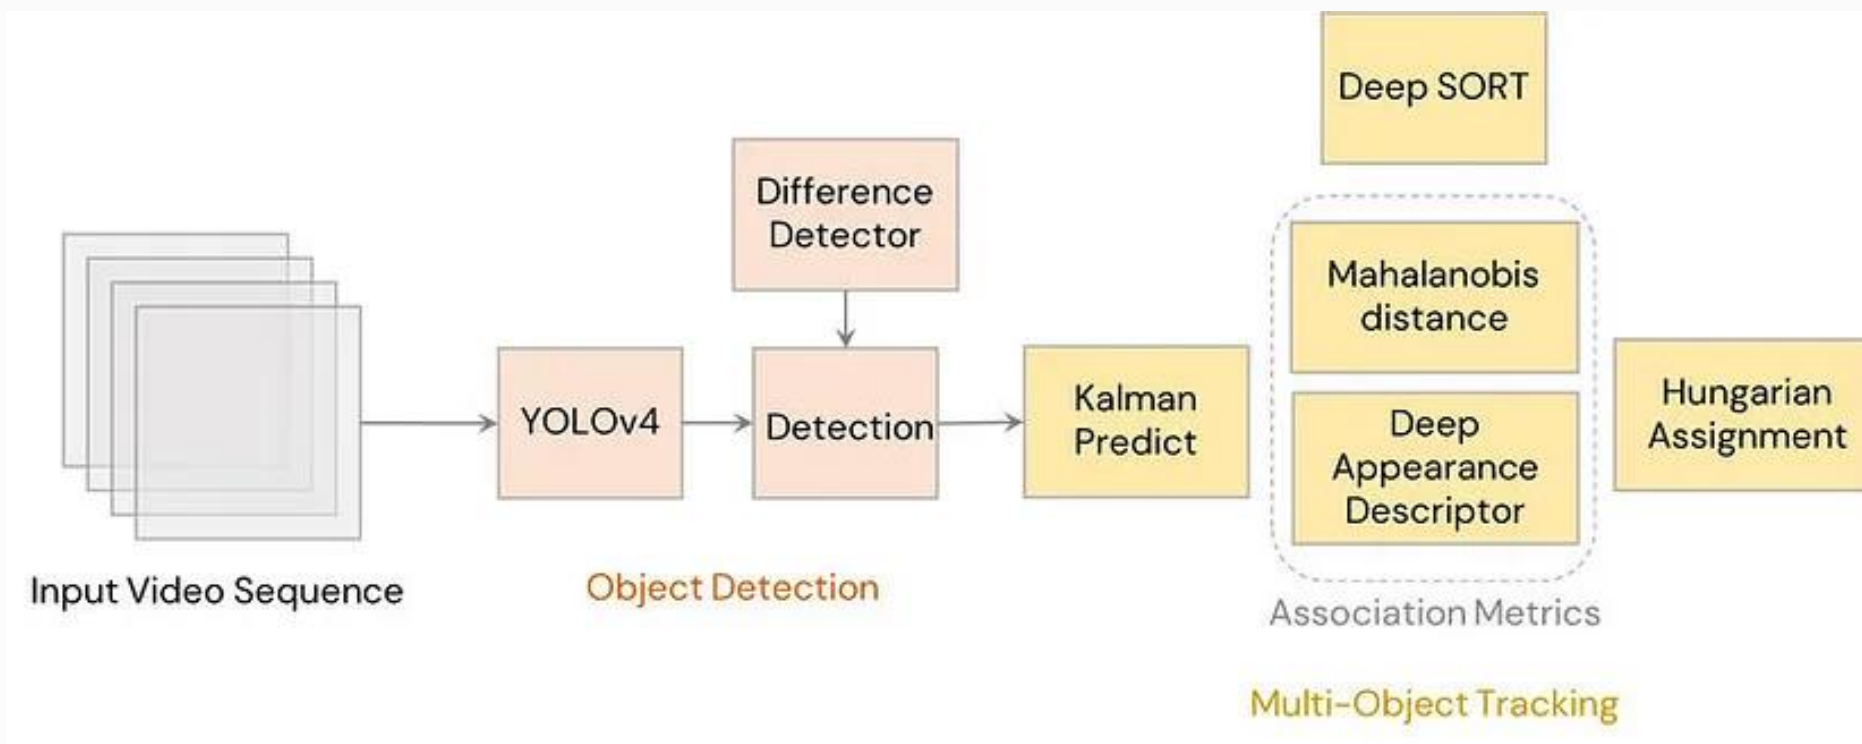 Deep SORT
Difference
Detector
Mahalanobis
distance
YOLOv4
Detection
Kalman
Predict
Deep
Appearance
Descriptor
Hungarian
Assignment
Input Video Sequence
Object Detection
Association Metrics
Multi-Object Tracking